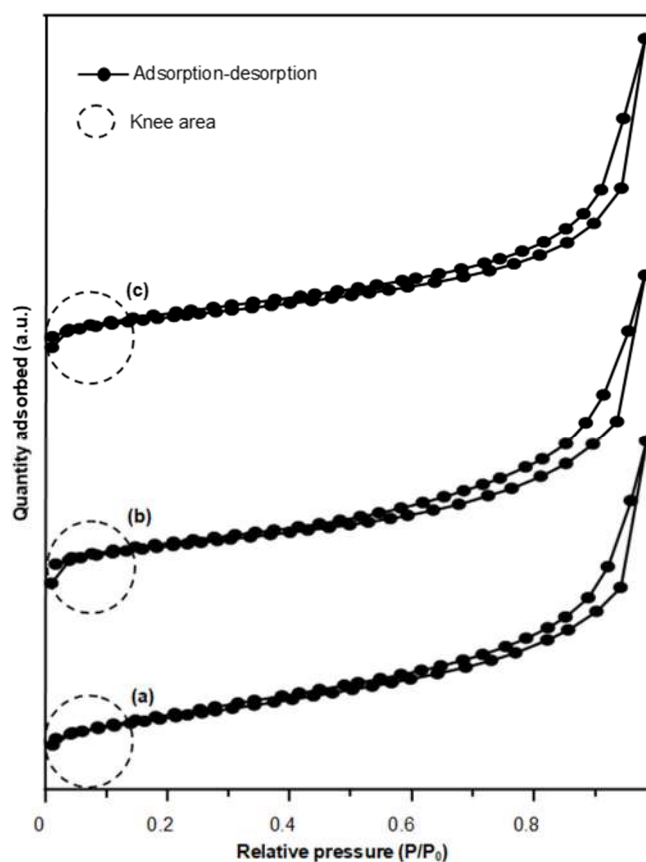 Adsorption-desorption
Knee area
(c)
(b)
(a)
Quantity adsorbed (a.u.)
0 0.2 0.4 0.6 0.8
Relative pressure (P/P₀)